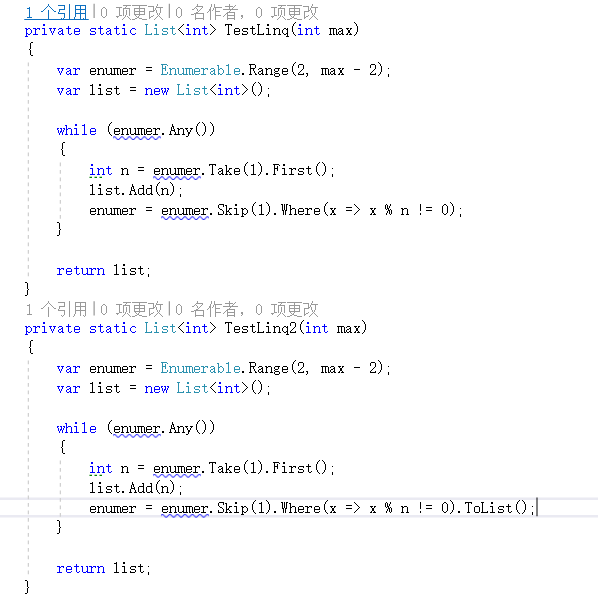 1 个引用|0 项更改|0 名作者, 0 项更改
private static List<int> TestLinq(int max)
{
    var enumer = Enumerable.Range(2, max - 2);
    var list = new List<int>();

    while (enumer.Any())
    {
        int n = enumer.Take(1).First();
        list.Add(n);
        enumer = enumer.Skip(1).Where(x => x % n != 0);
    }

    return list;
}
1 个引用|0 项更改|0 名作者, 0 项更改
private static List<int> TestLinq2(int max)
{
    var enumer = Enumerable.Range(2, max - 2);
    var list = new List<int>();

    while (enumer.Any())
    {
        int n = enumer.Take(1).First();
        list.Add(n);
        enumer = enumer.Skip(1).Where(x => x % n != 0).ToList();
    }

    return list;
}